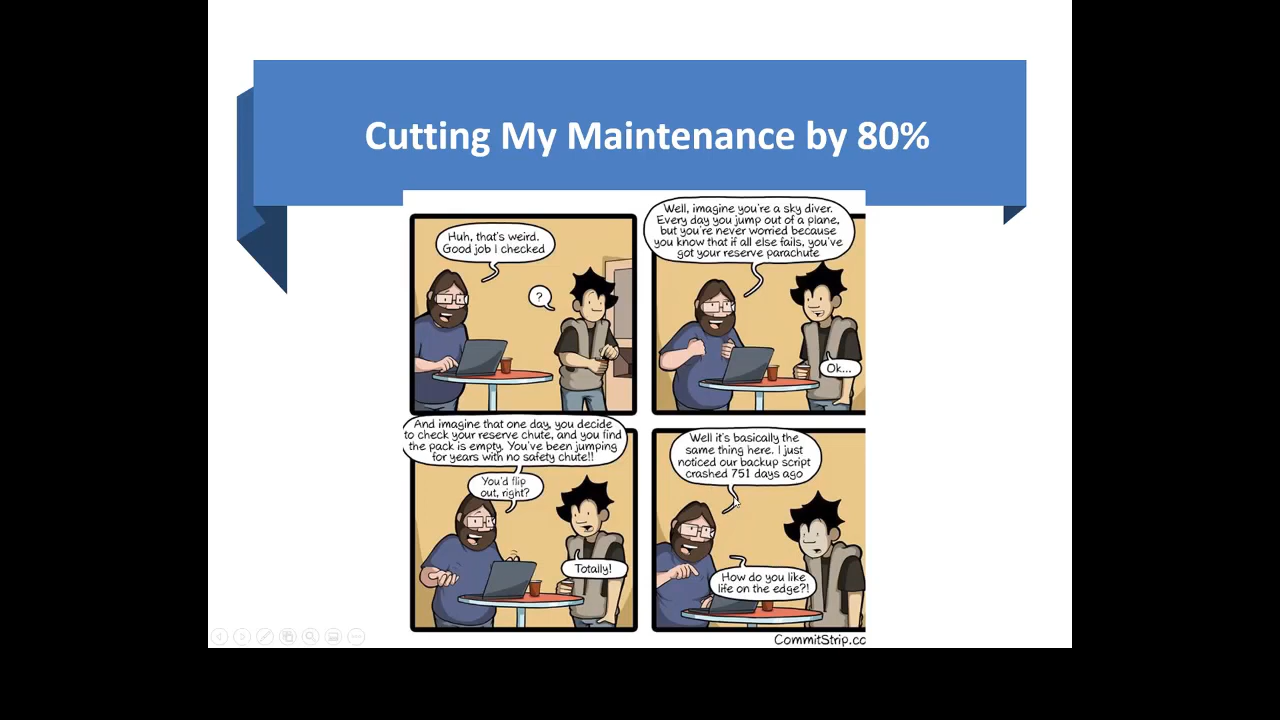 Cutting My Maintenance by 80%
Huh, that's weird.
Good job I checked
?
Well, imagine you're a sky diver.
Every day you jump out of a plane,
but you're never worried because
you know that if all else fails, you've
got your reserve parachute
Ok...
And imagine that one day, you decide
to check your reserve chute, and you find
the pack is empty. You've been jumping
for years with no safety chute!!
You'd flip
out, right?
Totally!
Well it's basically the
same thing here. I just
noticed our backup script
crashed 751 days ago
How do you like
life on the edge?!
CommitStrip.cc